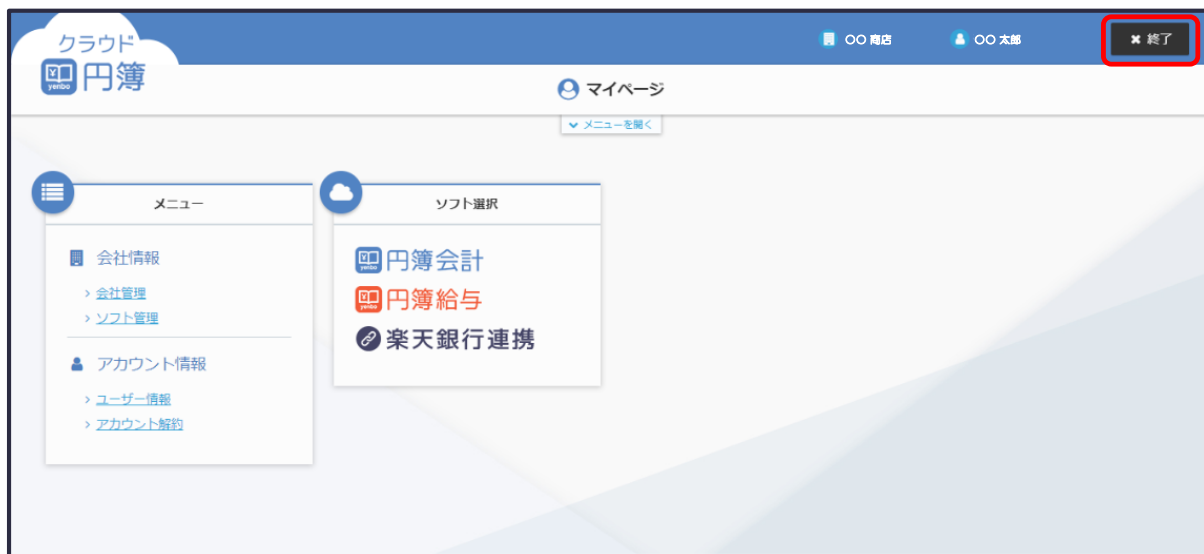 クラウド
円簿
yenbo
〇〇 商店
〇〇 太郎
× 終了
マイページ
メニューを開く
メニュー
会社情報
> 会社管理
> ソフト管理
アカウント情報
> ユーザー情報
> アカウント解約
ソフト選択
yenbo 円簿会計
yenbo 円簿給与
楽天銀行連携